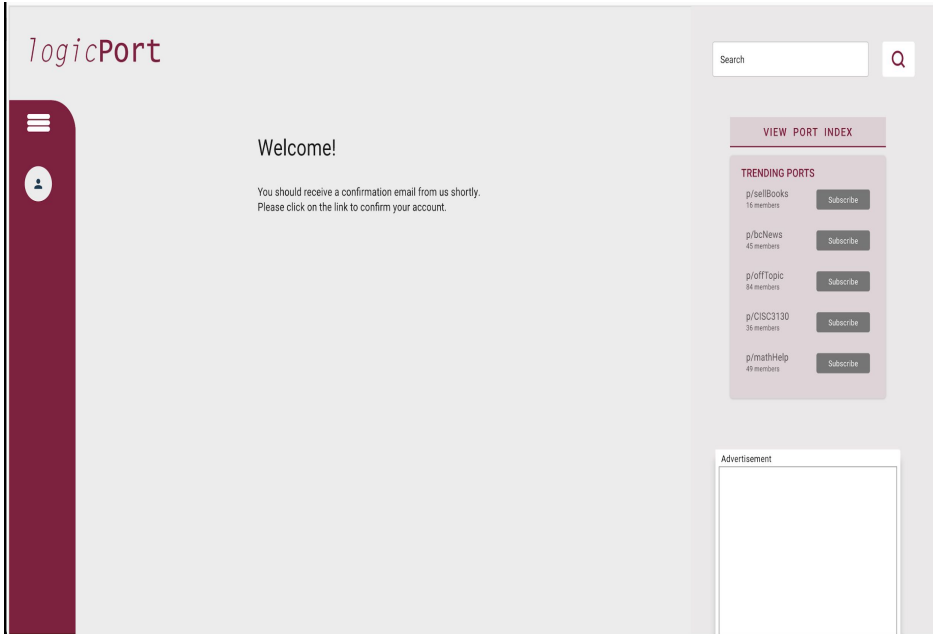 logicPort
Search
Welcome!
You should receive a confirmation email from us shortly.
Please click on the link to confirm your account.
VIEW PORT INDEX
TRENDING PORTS
p/sellBooks
16 members
Subscribe
p/bcNews
45 members
Subscribe
p/offTopic
84 members
Subscribe
p/CISC3130
36 members
Subscribe
p/mathHelp
49 members
Subscribe
Advertisement